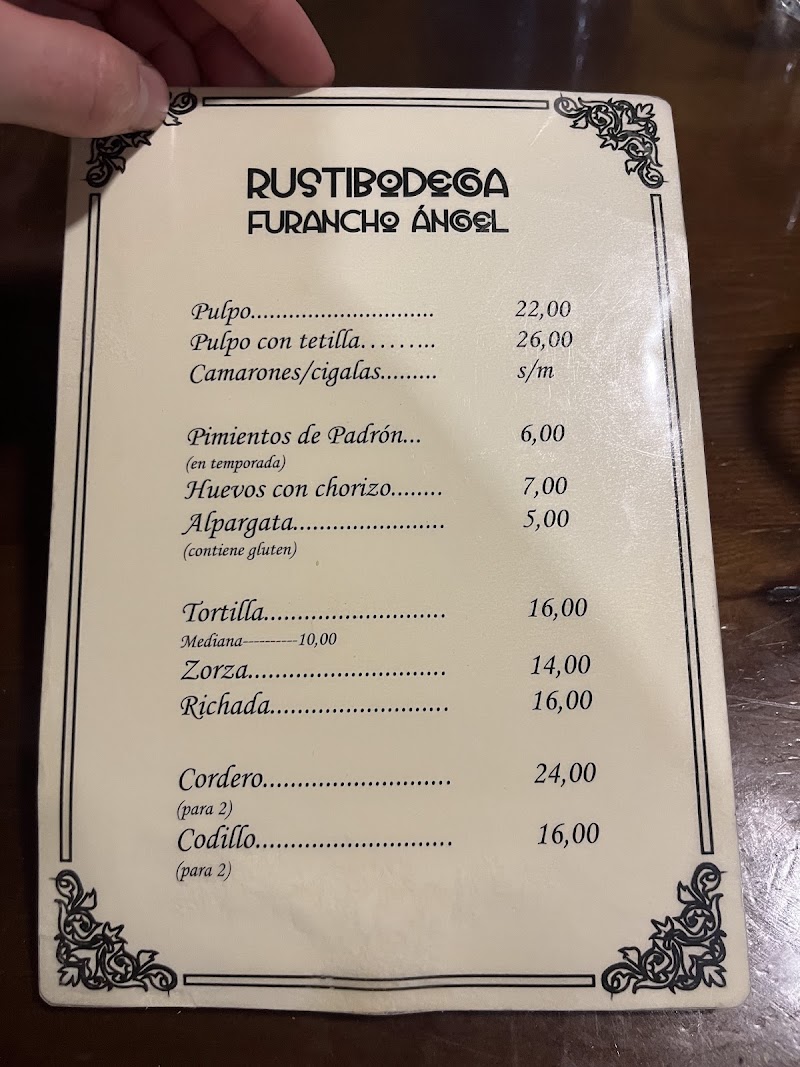 RUSTIBODEGA
FURANCHO ÁNGEL
Pulpo............................. 22,00
Pulpo con tetilla........ 26,00
Camarones/cigalas......... s/m
Pimientos de Padrón... 6,00
(en temporada)
Huevos con chorizo........ 7,00
Alpargata........................ 5,00
(contiene gluten)
Tortilla............................. 16,00
Mediana----------10,00
Zorza................................ 14,00
Richada............................ 16,00
Cordero............................. 24,00
(para 2)
Codillo.............................. 16,00
(para 2)